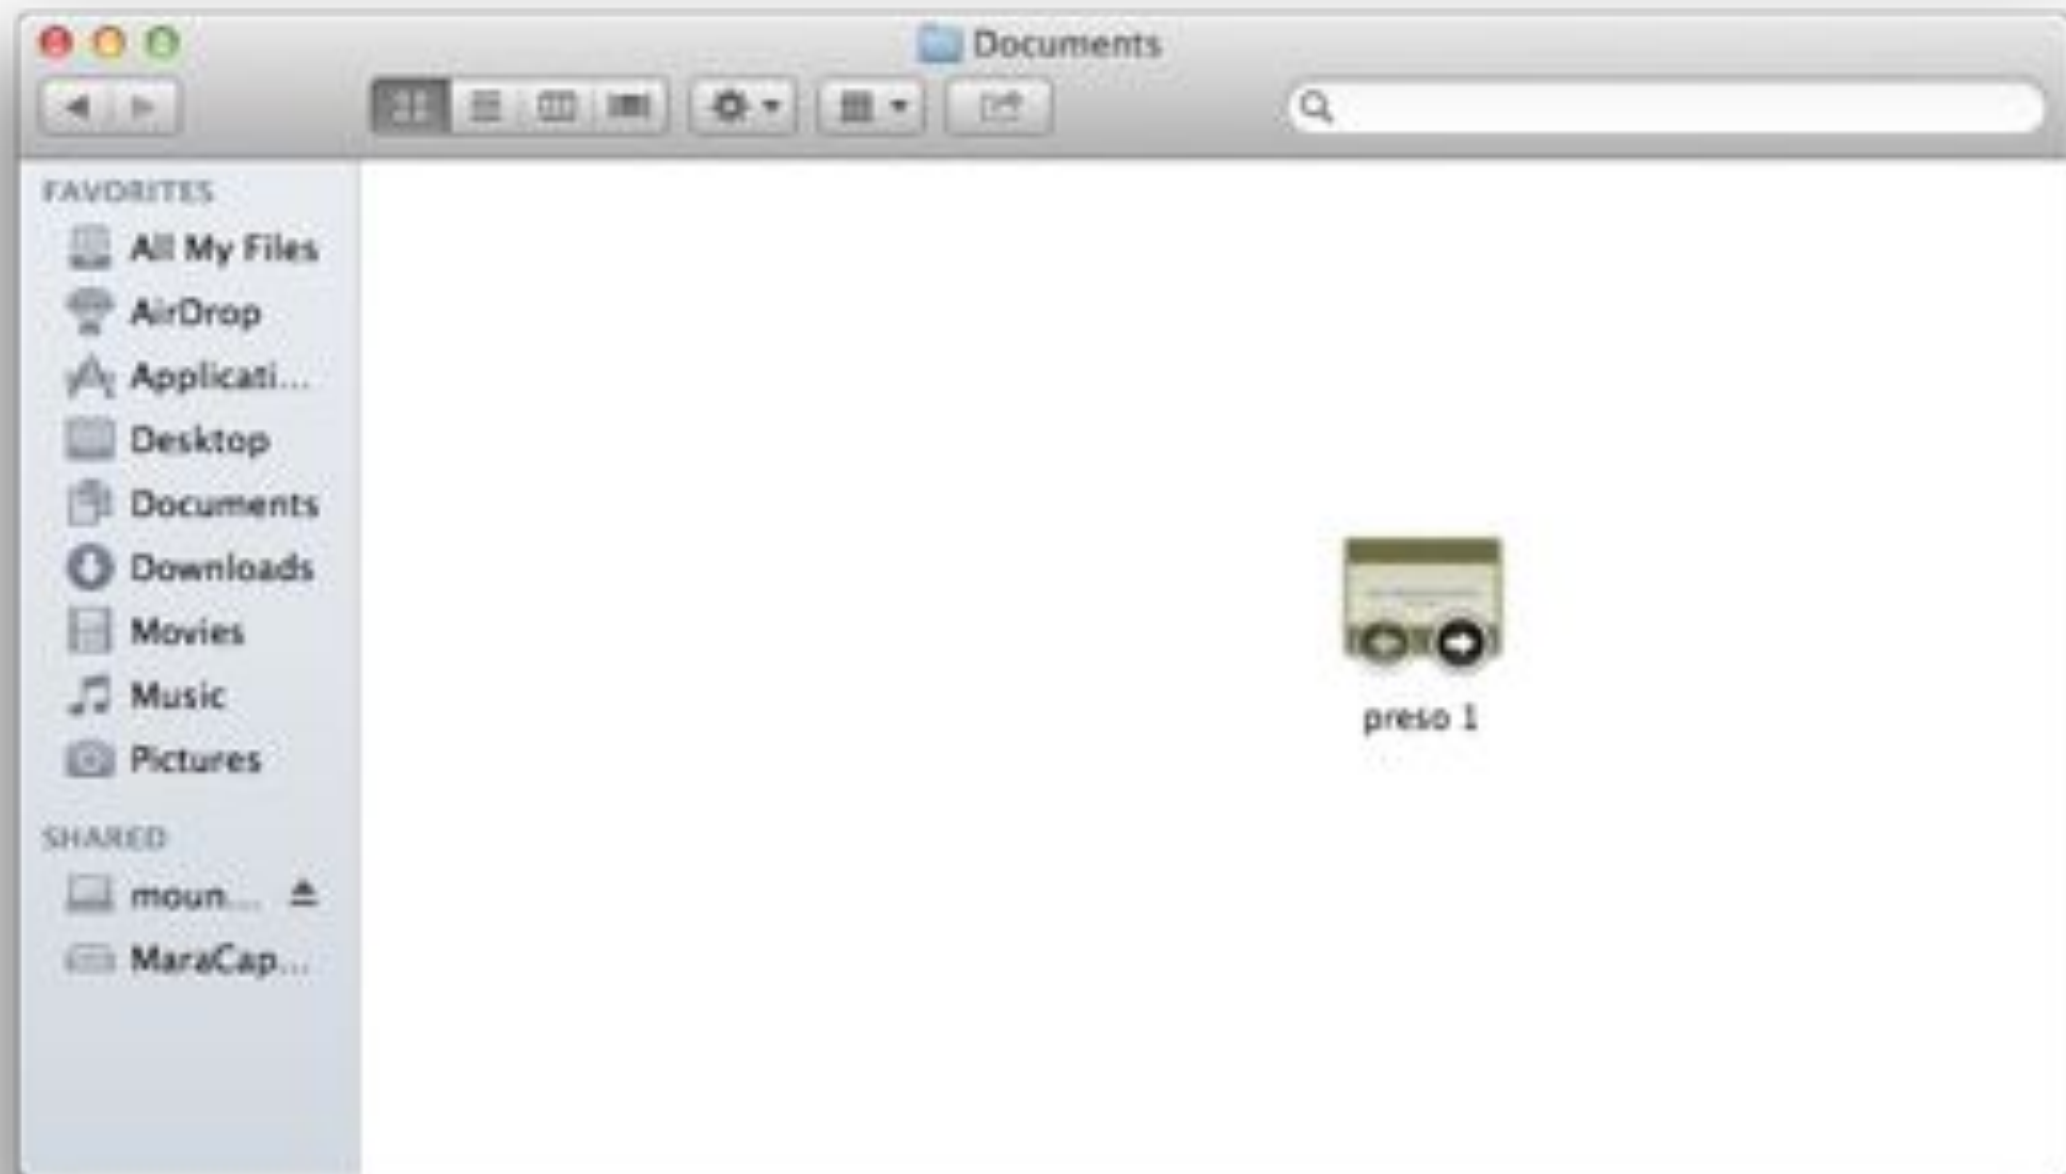 Documents
FAVORITES
All My Files
AirDrop
Applicati...
Desktop
Documents
Downloads
Movies
Music
Pictures
SHARED
moun...
MaraCap...
preso 1